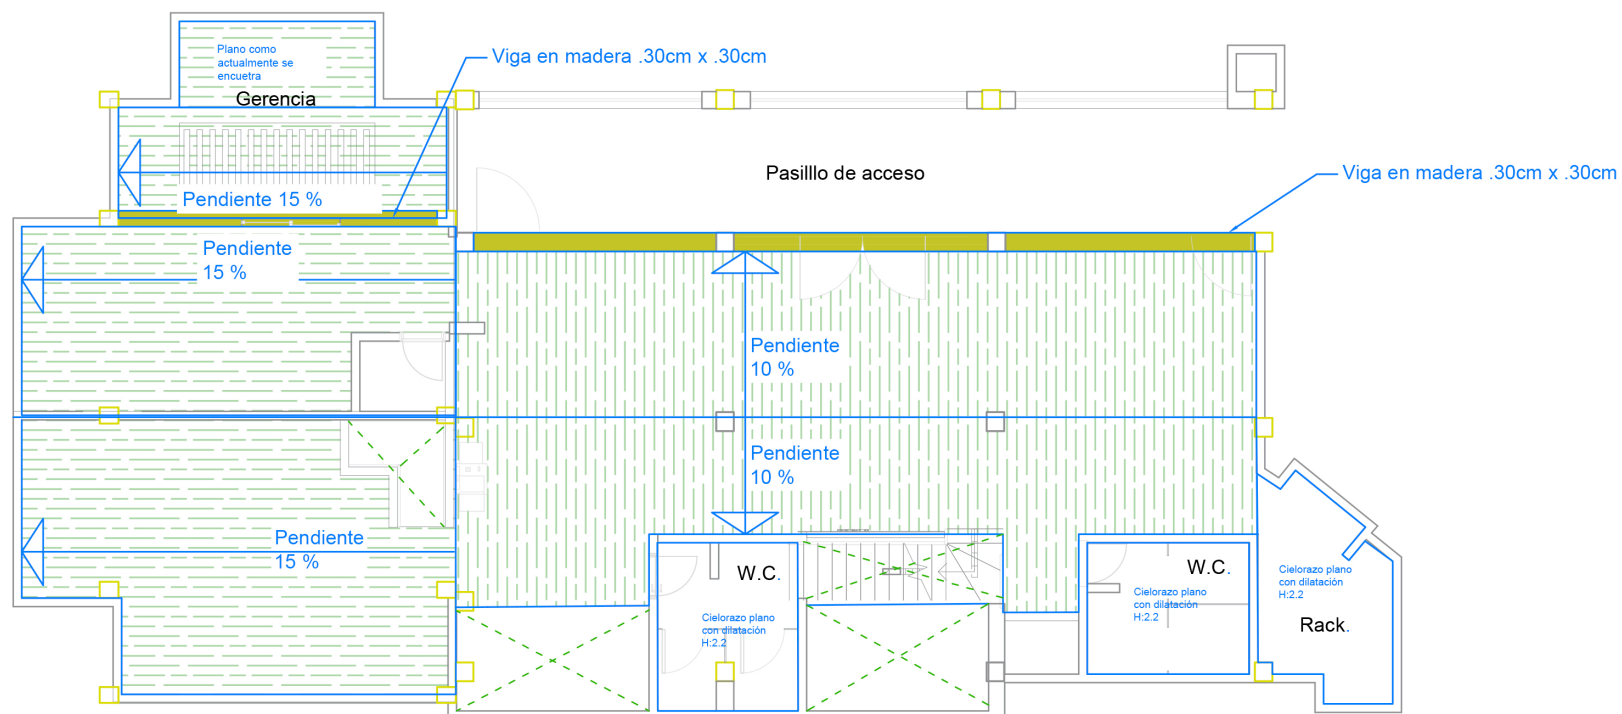 Plano como
actualmente se
encuetra
Gerencia
Viga en madera .30cm x .30cm
Pasilllo de acceso
Viga en madera .30cm x .30cm
Pendiente 15 %
Pendiente
15 %
Pendiente
10 %
Pendiente
10 %
Pendiente
15 %
W.C.
Cielorazo plano
con dilatación
H:2.2
W.C.
Cielorazo plano
con dilatación
H:2.2
Cielorazo plano
con dilatación
H:2.2
Rack.